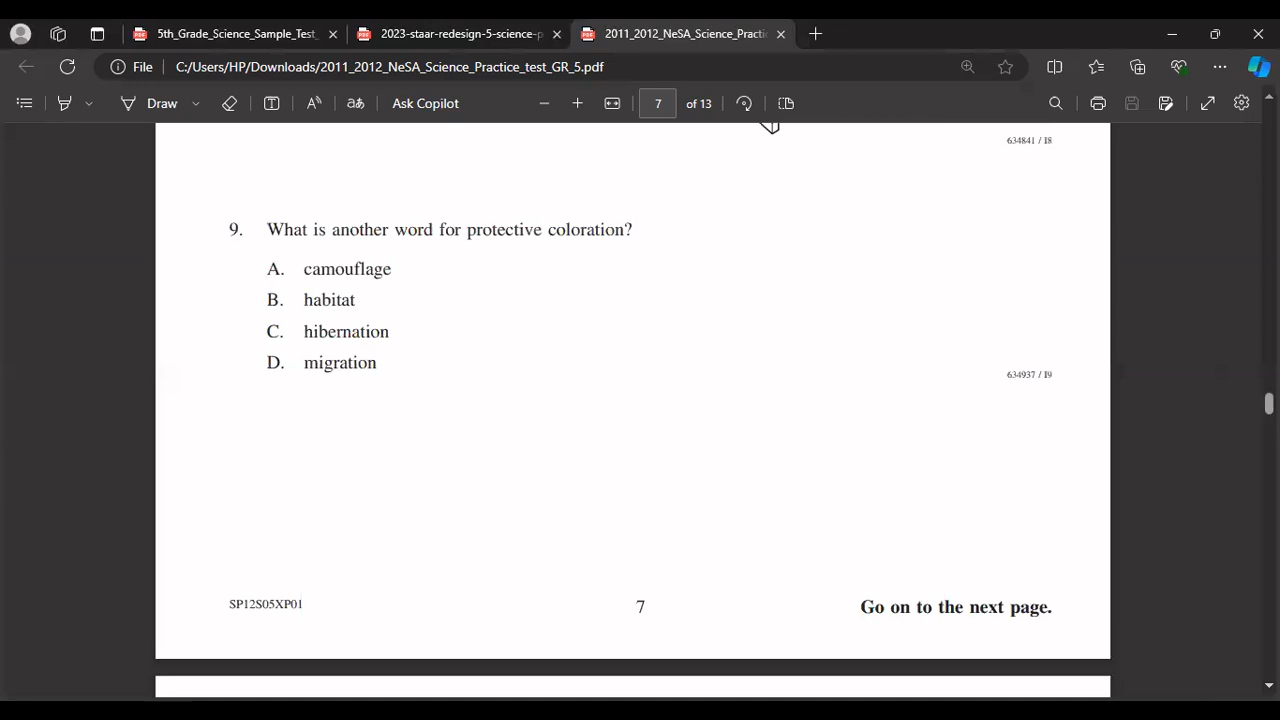 5th_Grade_Science_Sample_Test_
2023-staar-redesign-5-science-p
2011_2012_NeSA_Science_Practi
File
C:/Users/HP/Downloads/2011_2012_NeSA_Science_Practice_test_GR_5.pdf
Draw
Ask Copilot
7 of 13
634841 / I8
9. What is another word for protective coloration?
A. camouflage
B. habitat
C. hibernation
D. migration
634937 / I9
SP12S05XP01
7
Go on to the next page.